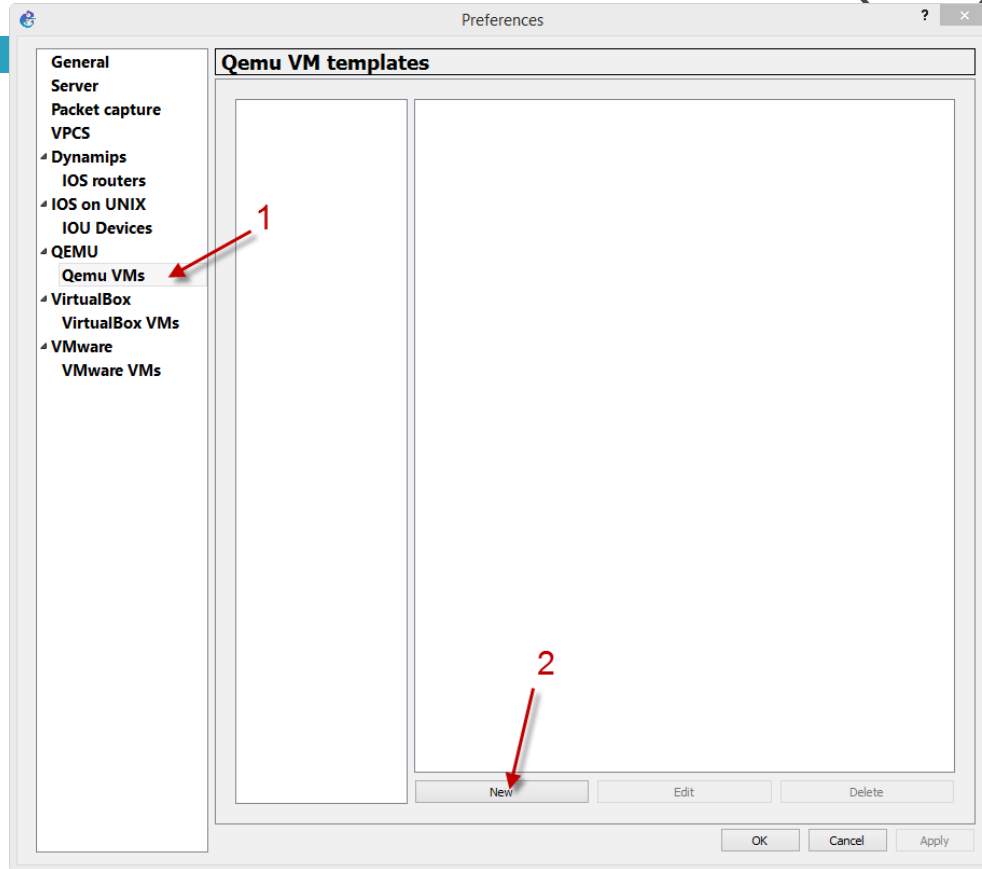 Preferences
?
×
General
Server
Packet capture
VPCS
Dynamips
IOS routers
IOS on UNIX
IOU Devices
QEMU
Qemu VMs
VirtualBox
VirtualBox VMs
VMware
VMware VMs
Qemu VM templates
1
2
New Edit Delete
OK Cancel Apply